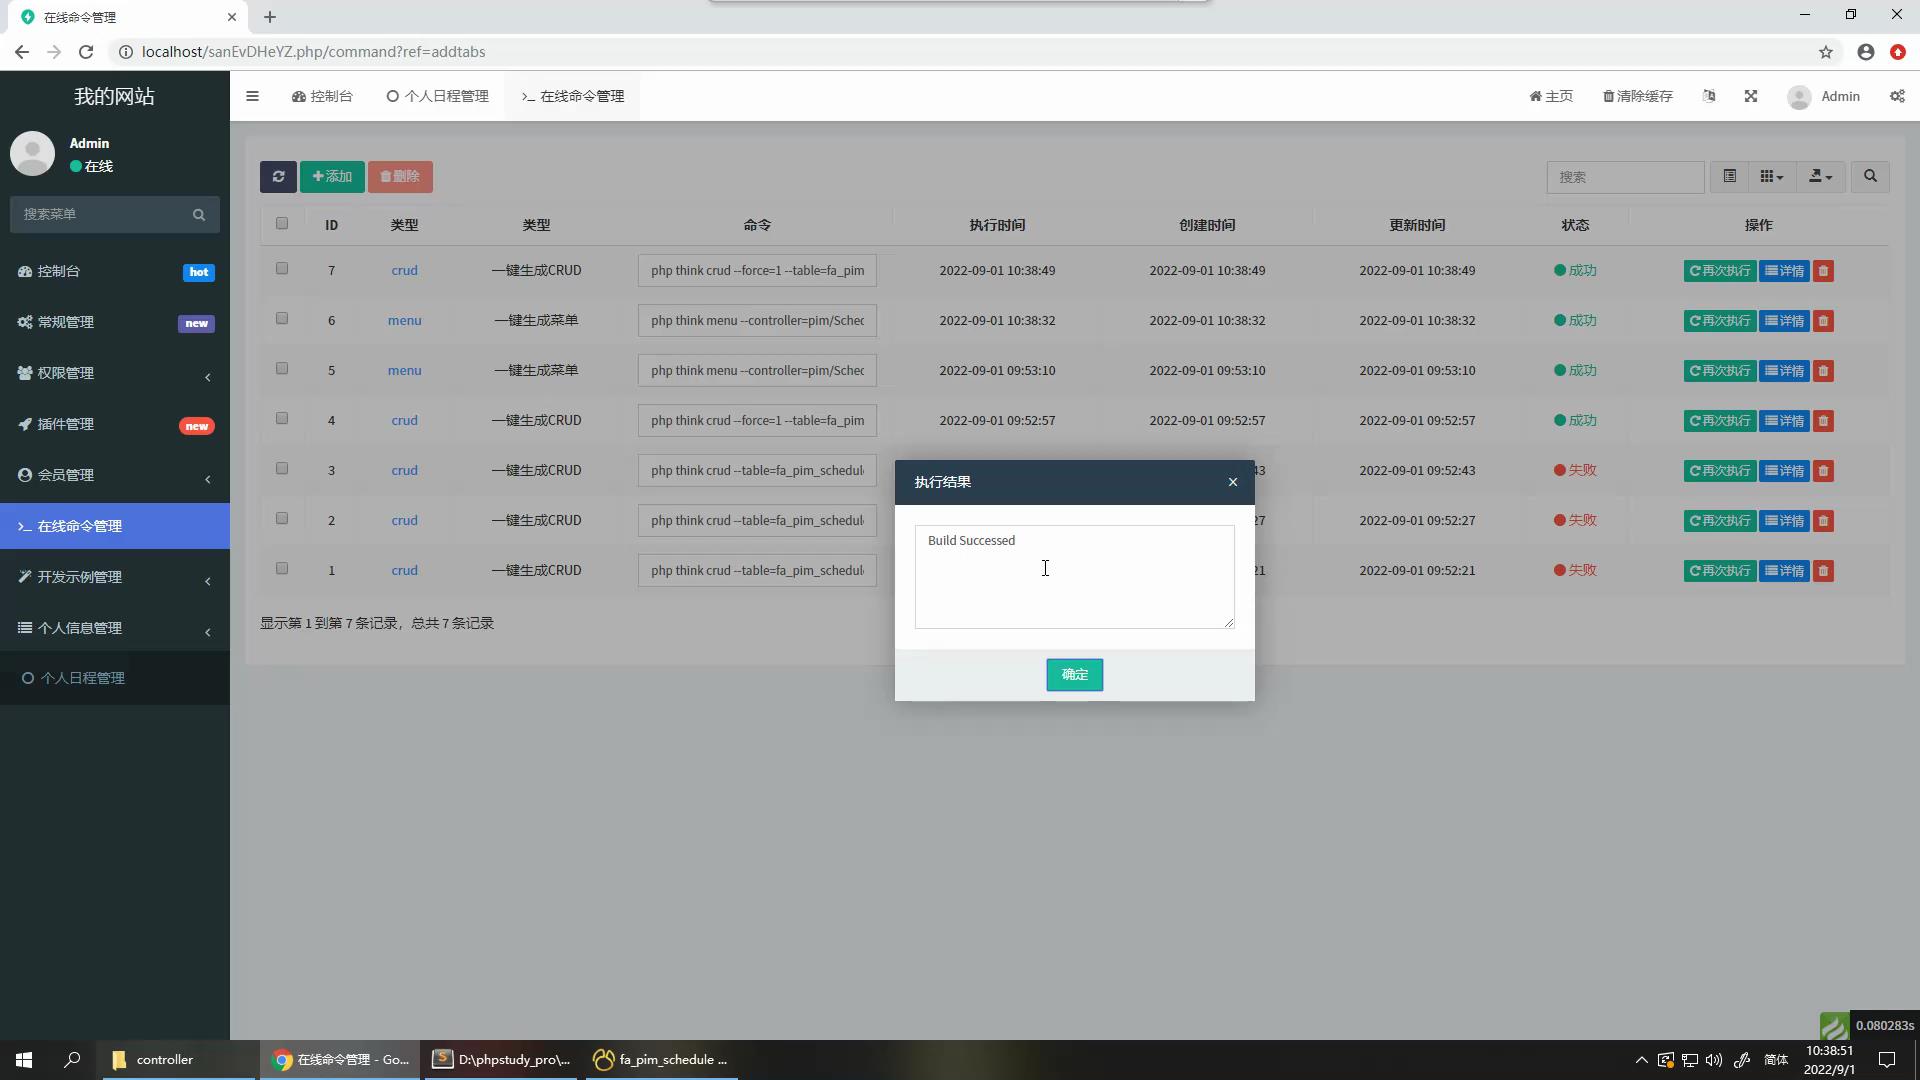 在线命令管理
localhost/sanEvDHeYZ.php/command?ref=addtabs
我的网站
控制台
个人日程管理
在线命令管理
主页
清除缓存
Admin
Admin
在线
搜索菜单
控制台 hot
常规管理 new
权限管理
插件管理 new
会员管理
在线命令管理
开发示例管理
个人信息管理
个人日程管理
添加
删除
搜索
ID 类型 类型 命令 执行时间 创建时间 更新时间 状态 操作
7 crud 一键生成CRUD php think crud --force=1 --table=fa_pim 2022-09-01 10:38:49 2022-09-01 10:38:49 2022-09-01 10:38:49 成功 再次执行 详情
6 menu 一键生成菜单 php think menu --controller=pim/Sched 2022-09-01 10:38:32 2022-09-01 10:38:32 2022-09-01 10:38:32 成功 再次执行 详情
5 menu 一键生成菜单 php think menu --controller=pim/Sched 2022-09-01 09:53:10 2022-09-01 09:53:10 2022-09-01 09:53:10 成功 再次执行 详情
4 crud 一键生成CRUD php think crud --force=1 --table=fa_pim 2022-09-01 09:52:57 2022-09-01 09:52:57 2022-09-01 09:52:57 成功 再次执行 详情
3 crud 一键生成CRUD php think crud --table=fa_pim_schedul 43 2022-09-01 09:52:43 失败 再次执行 详情
2 crud 一键生成CRUD php think crud --table=fa_pim_schedul 27 2022-09-01 09:52:27 失败 再次执行 详情
1 crud 一键生成CRUD php think crud --table=fa_pim_schedul 21 2022-09-01 09:52:21 失败 再次执行 详情
显示第 1 到第 7 条记录，总共 7 条记录
执行结果
Build Successed
确定
0.080283s
controller
在线命令管理 - Go...
D:\phpstudy_pro\...
fa_pim_schedule ...
简体
10:38:51
2022/9/1